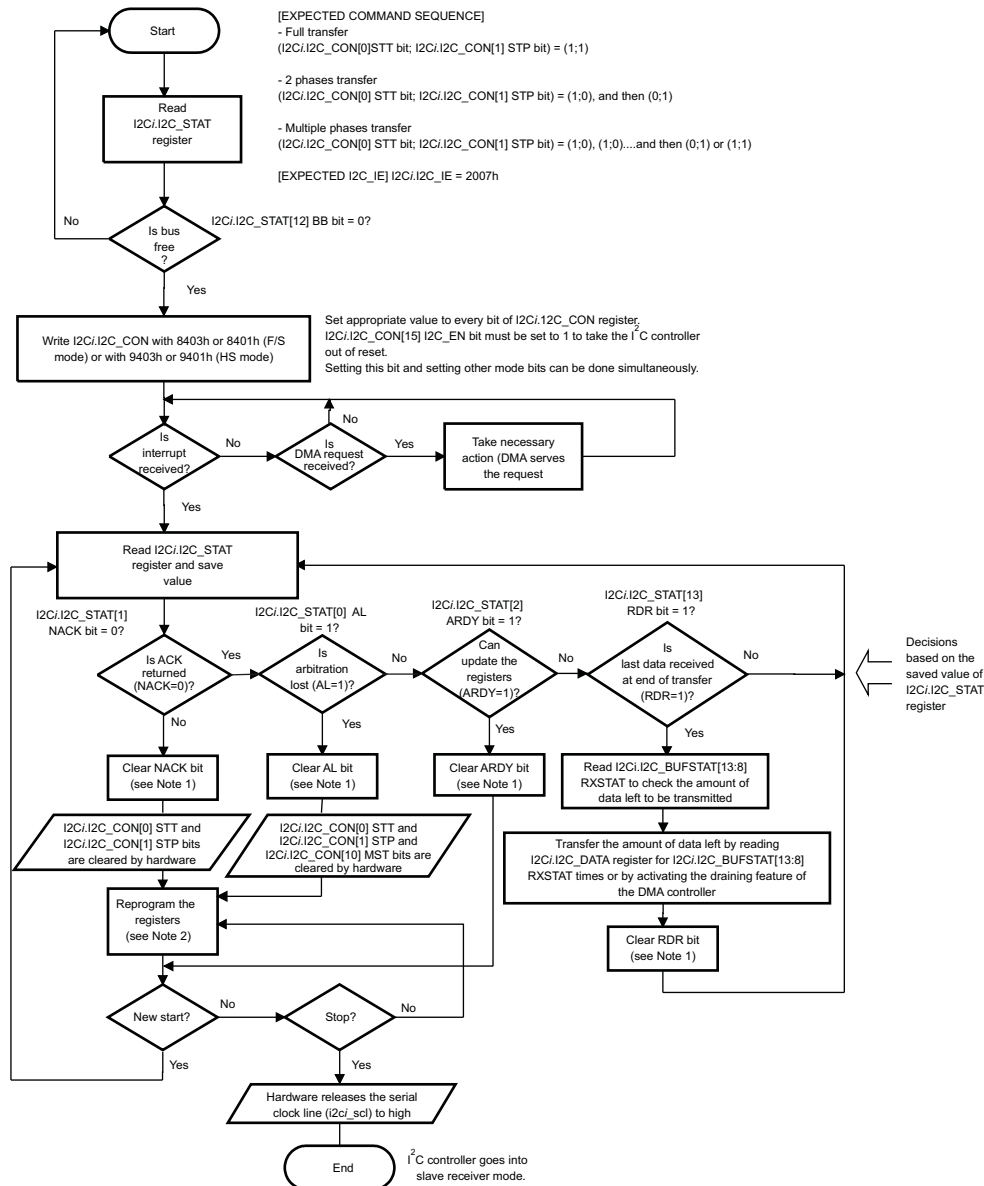 Start
[EXPECTED COMMAND SEQUENCE]
- Full transfer
(I2Ci.I2C_CON[0]STT bit; I2Ci.I2C_CON[1] STP bit) = (1;1)
- 2 phases transfer
(I2Ci.I2C_CON[0] STT bit; I2Ci.I2C_CON[1] STP bit) = (1;0), and then (0;1)
- Multiple phases transfer
(I2Ci.I2C_CON[0] STT bit; I2Ci.I2C_CON[1] STP bit) = (1;0), (1;0)....and then (0;1) or (1;1)
[EXPECTED I2C_IE] I2Ci.I2C_IE = 2007h
Read
I2Ci.I2C_STAT
register
No
Is bus
free
?
I2Ci.I2C_STAT[12] BB bit = 0?
Yes
Write I2Ci.I2C_CON with 8403h or 8401h (F/S
mode) or with 9403h or 9401h (HS mode)
Set appropriate value to every bit of I2Ci.12C_CON register.
I2Ci.I2C_CON[15] I2C_EN bit must be set to 1 to take the I2C controller
out of reset.
Setting this bit and setting other mode bits can be done simultaneously.
Is
interrupt
received?
No
Is
DMA request
received?
No
Yes
Take necessary
action (DMA serves
the request
Yes
Read I2Ci.I2C_STAT
register and save
value
I2Ci.I2C_STAT[1]
NACK bit = 0?
I2Ci.I2C_STAT[0] AL
bit = 1?
I2Ci.I2C_STAT[2]
ARDY bit = 1?
I2Ci.I2C_STAT[13]
RDR bit = 1?
Is ACK
returned
(NACK=0)?
Yes
Is
arbitration
lost (AL=1)?
No
Can
update the
registers
(ARDY=1)?
No
Is
last data received
at end of transfer
(RDR=1)?
No
Decisions
based on the
saved value of
I2Ci.I2C_STAT
register
No
Yes
Yes
Yes
Clear NACK bit
(see Note 1)
Clear AL bit
(see Note 1)
Clear ARDY bit
(see Note 1)
Read I2Ci.I2C_BUFSTAT[13:8]
RXSTAT to check the amount of
data left to be transmitted
I2Ci.I2C_CON[0] STT and
I2Ci.I2C_CON[1] STP bits
are cleared by hardware
I2Ci.I2C_CON[0] STT and
I2Ci.I2C_CON[1] STP and
I2Ci.I2C_CON[10] MST bits are
cleared by hardware
Transfer the amount of data left by reading
I2Ci.I2C_DATA register for I2Ci.I2C_BUFSTAT[13:8]
RXSTAT times or by activating the draining feature of
the DMA controller
Reprogram the
registers
(see Note 2)
Clear RDR bit
(see Note 1)
New start?
No
Stop?
No
Yes
Yes
Hardware releases the serial
clock line (i2ci_scl) to high
End
I2C controller goes into
slave receiver mode.